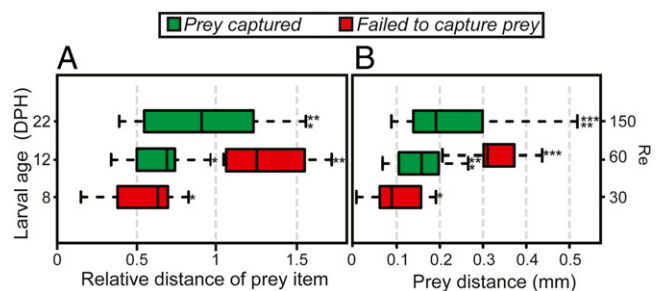 Prey captured Failed to capture prey
A B
Larval age (DPH)
22
12
8
**
*
*
**
*
0 0.5 1 1.5
Relative distance of prey item
***
**
**
*
***
*
150
60
30
Re
0 0.1 0.2 0.3 0.4 0.5
Prey distance (mm)